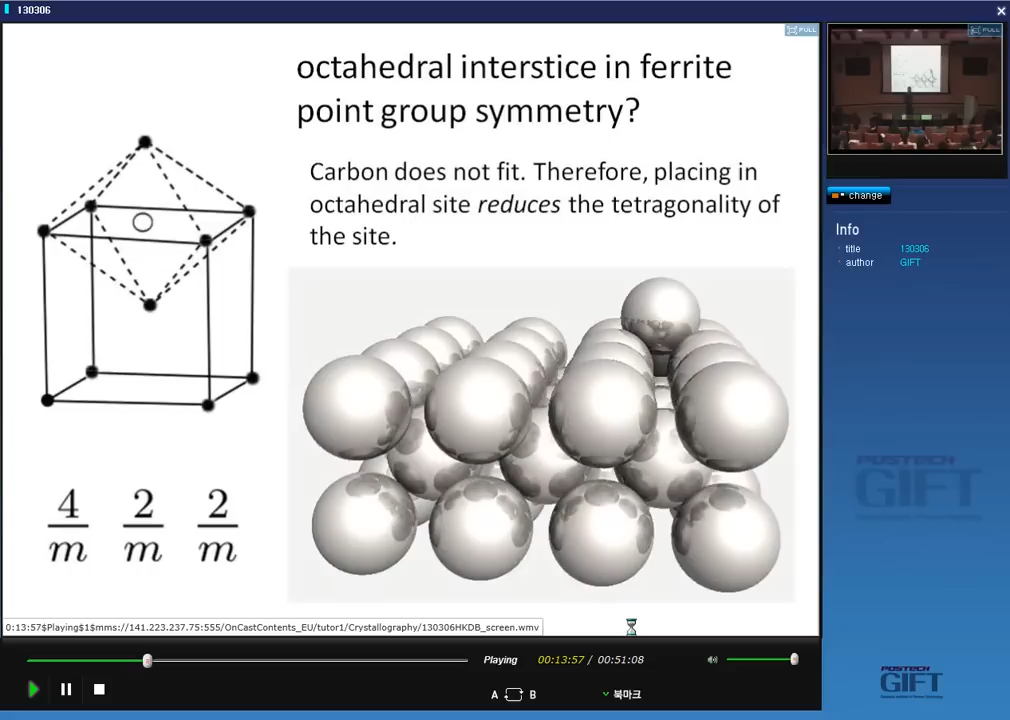 130306
FULL
FULL
octahedral interstice in ferrite
point group symmetry?
Carbon does not fit. Therefore, placing in
octahedral site reduces the tetragonality of
the site.
4 2 2
m m m
change
Info
title 130306
author GIFT
POSTECH
GIFT
0:13:57$Playing$1$mms://141.223.237.75:555/OnCastContents_EU/tutor1/Crystallography/130306HKDB_screen.wmv
Playing 00:13:57 / 00:51:08
A B 북마크
POSTECH
GIFT